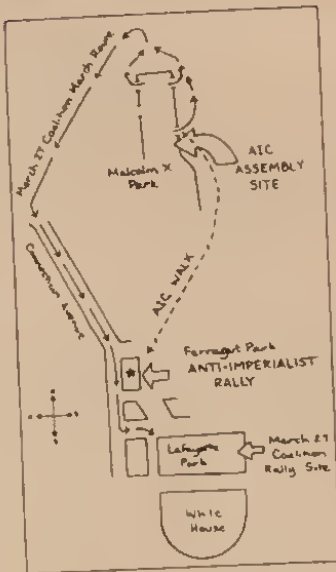 March 27 Coalition March Route
Malcolm X
Park
AIC
ASSEMBLY
SITE
AIC WALK
Connecticut Avenue
Farragut Park
ANTI-IMPERIALIST
RALLY
Lafayette
Park
March 27
Coalition
Rally Site
White
House